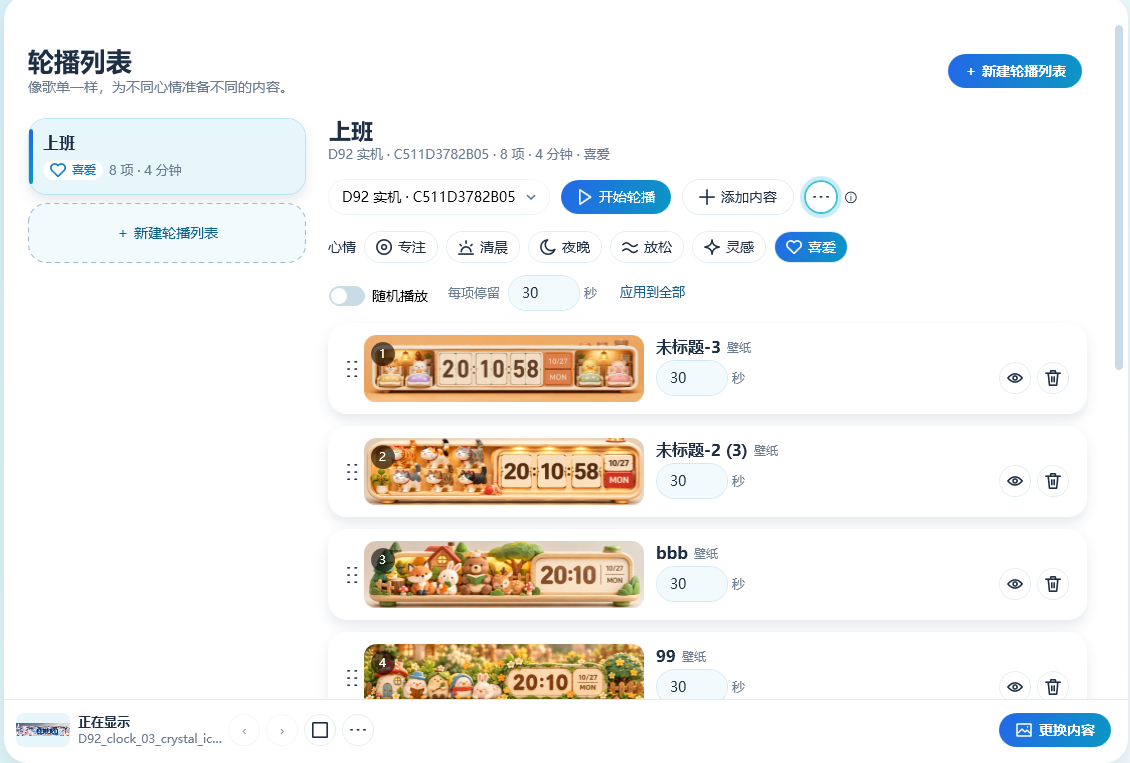 轮播列表
像歌单一样，为不同心情准备不同的内容。
+ 新建轮播列表
上班
喜爱 8 项 · 4 分钟
+ 新建轮播列表
上班
D92 实机 · C511D3782B05 · 8 项 · 4 分钟 · 喜爱
D92 实机 · C511D3782B05
开始轮播
添加内容
心情 专注 清晨 夜晚 放松 灵感 喜爱
随机播放 每项停留 30 秒 应用到全部
1
20:10:58
10/27
MON
未标题-3 壁纸
30 秒
2
20:10:58
10/27
MON
未标题-2 (3) 壁纸
30 秒
3
20:10
10/27
MON
bbb 壁纸
30 秒
4
20:10
10/27
MON
99 壁纸
30 秒
正在显示
D92_clock_03_crystal_ic...
更换内容